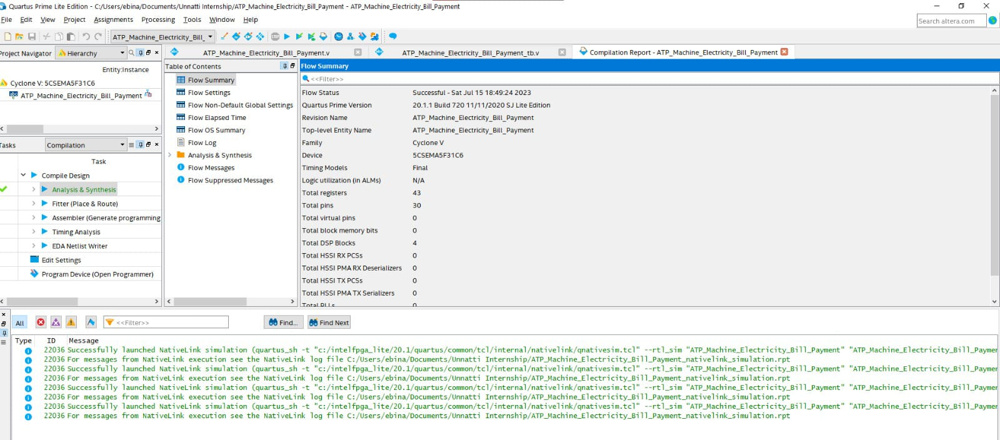 Quartus Prime Lite Edition - C:/Users/ebina/Documents/Unnatti Internship/ATP_Machine_Electricity_Bill_Payment - ATP_Machine_Electricity_Bill_Payment
File Edit View Project Assignments Processing Tools Window Help
Search altera.com
ATP_Machine_Electricity_Bill_
Project Navigator Hierarchy
ATP_Machine_Electricity_Bill_Payment.v
ATP_Machine_Electricity_Bill_Payment_tb.v
Compilation Report - ATP_Machine_Electricity_Bill_Payment
Entity:Instance
Cyclone V: 5CSEMA5F31C6
ATP_Machine_Electricity_Bill_Payment
Tasks Compilation
Task
Compile Design
Analysis & Synthesis
Fitter (Place & Route)
Assembler (Generate programming
Timing Analysis
EDA Netlist Writer
Edit Settings
Program Device (Open Programmer)
Table of Contents
Flow Summary
Flow Settings
Flow Non-Default Global Settings
Flow Elapsed Time
Flow OS Summary
Flow Log
Analysis & Synthesis
Flow Messages
Flow Suppressed Messages
Flow Summary
<<Filter>>
Flow Status Successful - Sat Jul 15 18:49:24 2023
Quartus Prime Version 20.1.1 Build 720 11/11/2020 SJ Lite Edition
Revision Name ATP_Machine_Electricity_Bill_Payment
Top-level Entity Name ATP_Machine_Electricity_Bill_Payment
Family Cyclone V
Device 5CSEMA5F31C6
Timing Models Final
Logic utilization (in ALMs) N/A
Total registers 43
Total pins 30
Total virtual pins 0
Total block memory bits 0
Total DSP Blocks 4
Total HSSI RX PCSs 0
Total HSSI PMA RX Deserializers 0
Total HSSI TX PCSs 0
Total HSSI PMA TX Serializers 0
Total PLLs 0
All <<Filter>> Find... Find Next
Type ID Message
22036 Successfully launched NativeLink simulation (quartus_sh -t "c:/intelfpga_lite/20.1/quartus/common/tcl/internal/nativelink/qnativesim.tcl" --rtl_sim "ATP_Machine_Electricity_Bill_Payment" "ATP_Machine_Electricity_Bill_Paymer
22036 For messages from NativeLink execution see the NativeLink log file C:/Users/ebina/Documents/Unnatti Internship/ATP_Machine_Electricity_Bill_Payment_nativelink_simulation.rpt
22036 Successfully launched NativeLink simulation (quartus_sh -t "c:/intelfpga_lite/20.1/quartus/common/tcl/internal/nativelink/qnativesim.tcl" --rtl_sim "ATP_Machine_Electricity_Bill_Payment" "ATP_Machine_Electricity_Bill_Paymer
22036 For messages from NativeLink execution see the NativeLink log file C:/Users/ebina/Documents/Unnatti Internship/ATP_Machine_Electricity_Bill_Payment_nativelink_simulation.rpt
22036 Successfully launched NativeLink simulation (quartus_sh -t "c:/intelfpga_lite/20.1/quartus/common/tcl/internal/nativelink/qnativesim.tcl" --rtl_sim "ATP_Machine_Electricity_Bill_Payment" "ATP_Machine_Electricity_Bill_Paymer
22036 For messages from NativeLink execution see the NativeLink log file C:/Users/ebina/Documents/Unnatti Internship/ATP_Machine_Electricity_Bill_Payment_nativelink_simulation.rpt
22036 Successfully launched NativeLink simulation (quartus_sh -t "c:/intelfpga_lite/20.1/quartus/common/tcl/internal/nativelink/qnativesim.tcl" --rtl_sim "ATP_Machine_Electricity_Bill_Payment" "ATP_Machine_Electricity_Bill_Paymer
22036 For messages from NativeLink execution see the NativeLink log file C:/Users/ebina/Documents/Unnatti Internship/ATP_Machine_Electricity_Bill_Payment_nativelink_simulation.rpt